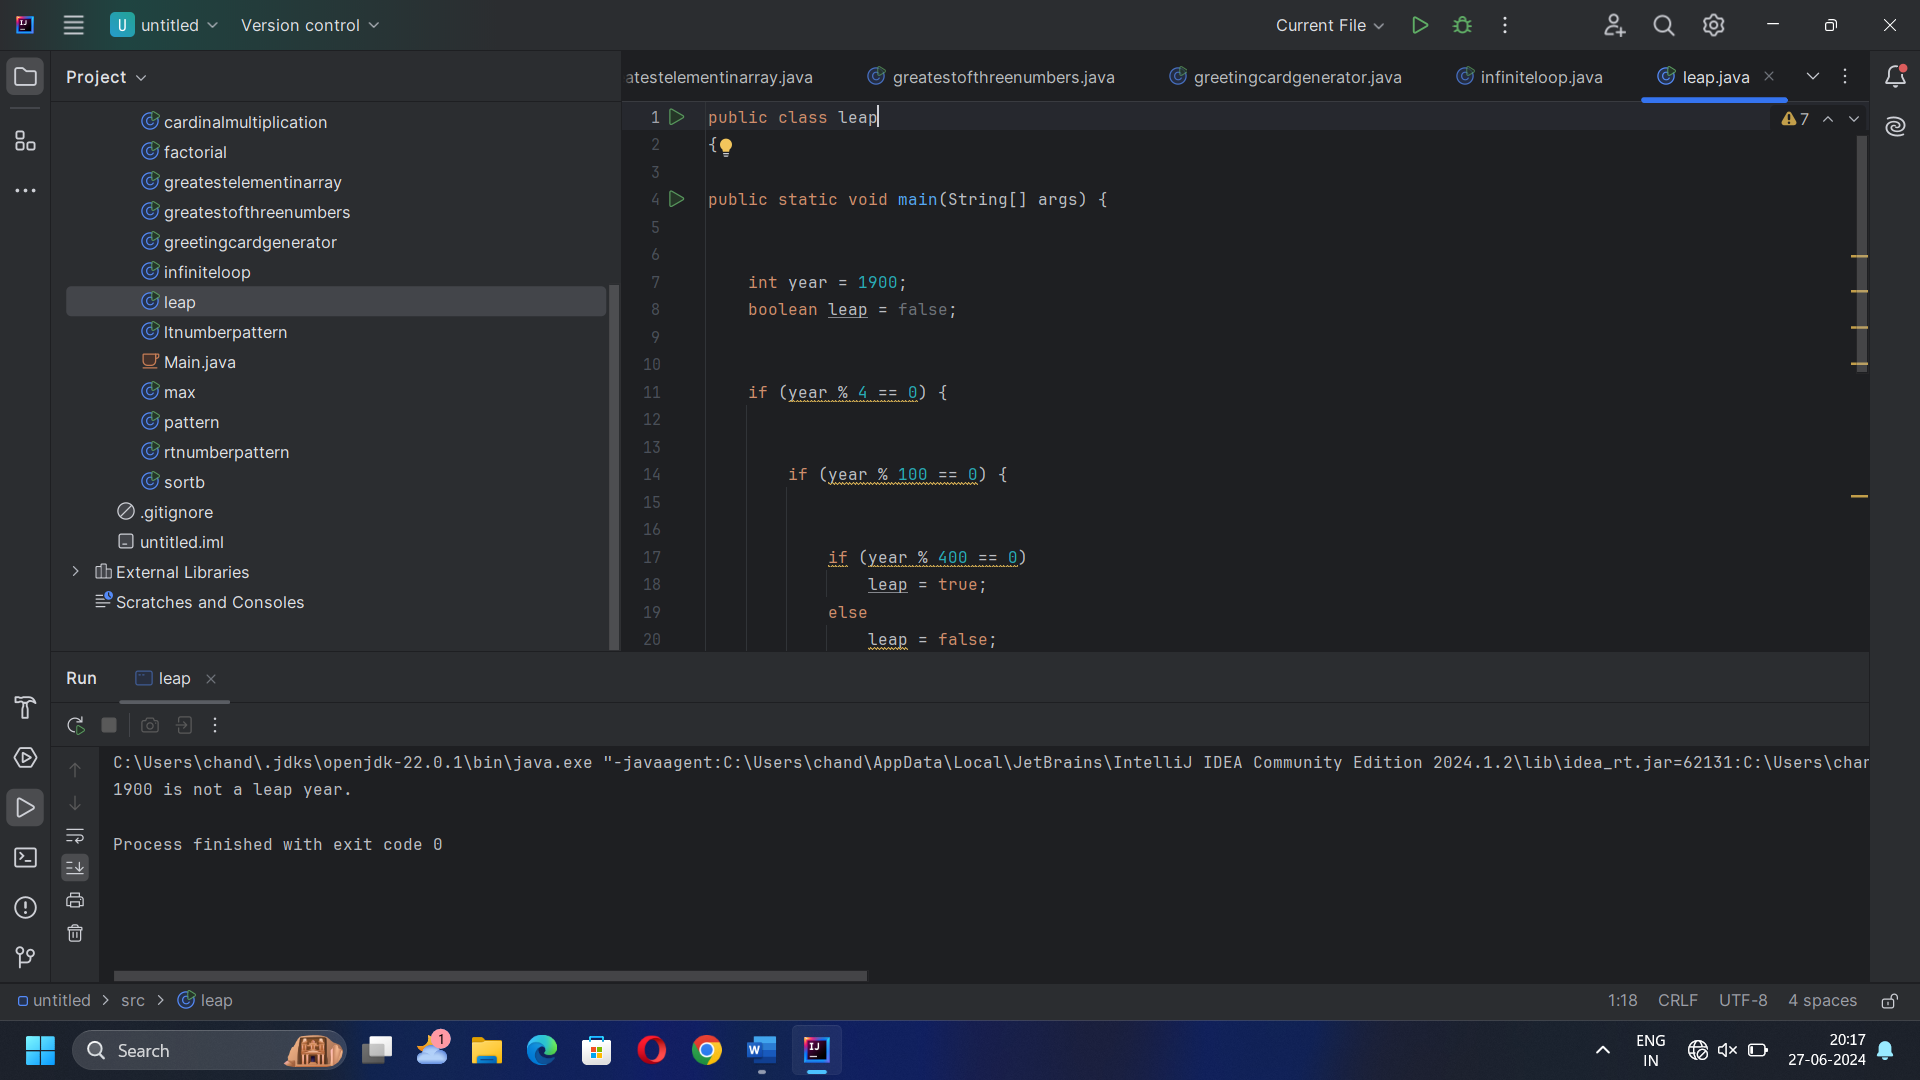 untitled
Version control
Current File
Project
atestelementinarray.java
greatestofthreenumbers.java
greetingcardgenerator.java
infiniteloop.java
leap.java
cardinalmultiplication
factorial
greatestelementinarray
greatestofthreenumbers
greetingcardgenerator
infiniteloop
leap
ltnumberpattern
Main.java
max
pattern
rtnumberpattern
sortb
.gitignore
untitled.iml
External Libraries
Scratches and Consoles
1 public class leap
7
2 {
3
4 public static void main(String[] args) {
5
6
7 int year = 1900;
8 boolean leap = false;
9
10
11 if (year % 4 == 0) {
12
13
14 if (year % 100 == 0) {
15
16
17 if (year % 400 == 0)
18 leap = true;
19 else
20 leap = false;
Run
leap
C:\Users\chand\.jdks\openjdk-22.0.1\bin\java.exe "-javaagent:C:\Users\chand\AppData\Local\JetBrains\IntelliJ IDEA Community Edition 2024.1.2\lib\idea_rt.jar=62131:C:\Users\char
1900 is not a leap year.
Process finished with exit code 0
untitled > src > leap
1:18 CRLF UTF-8 4 spaces
Search
1
ENG
IN
20:17
27-06-2024